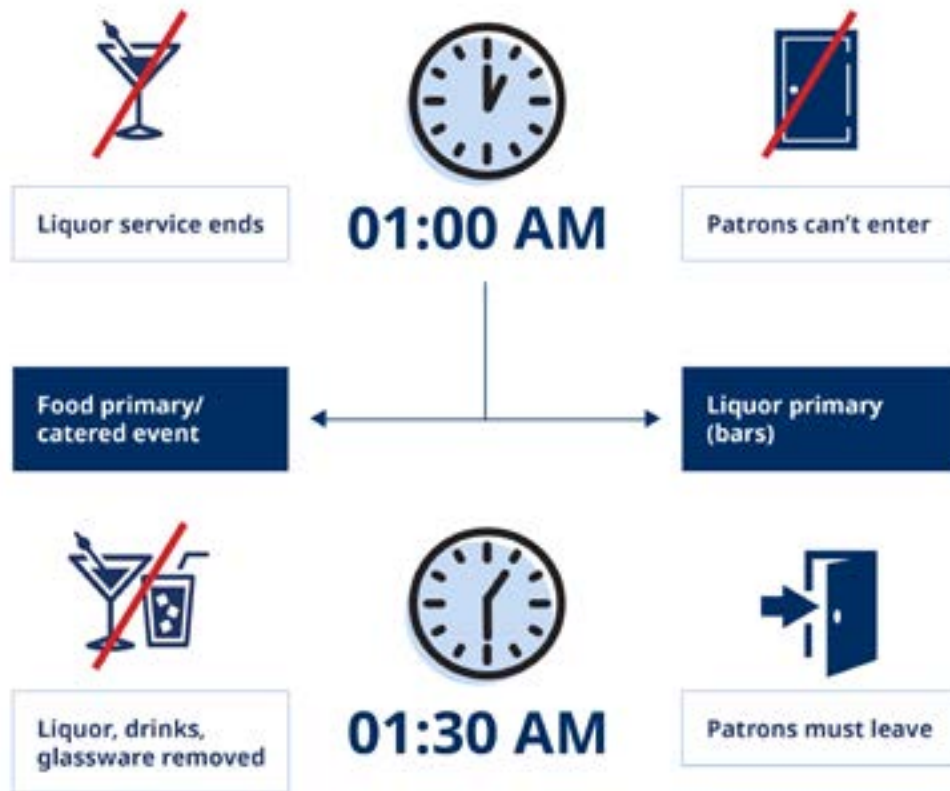 Liquor service ends
01:00 AM
Patrons can't enter
Food primary/
catered event
Liquor primary
(bars)
Liquor, drinks,
glassware removed
01:30 AM
Patrons must leave